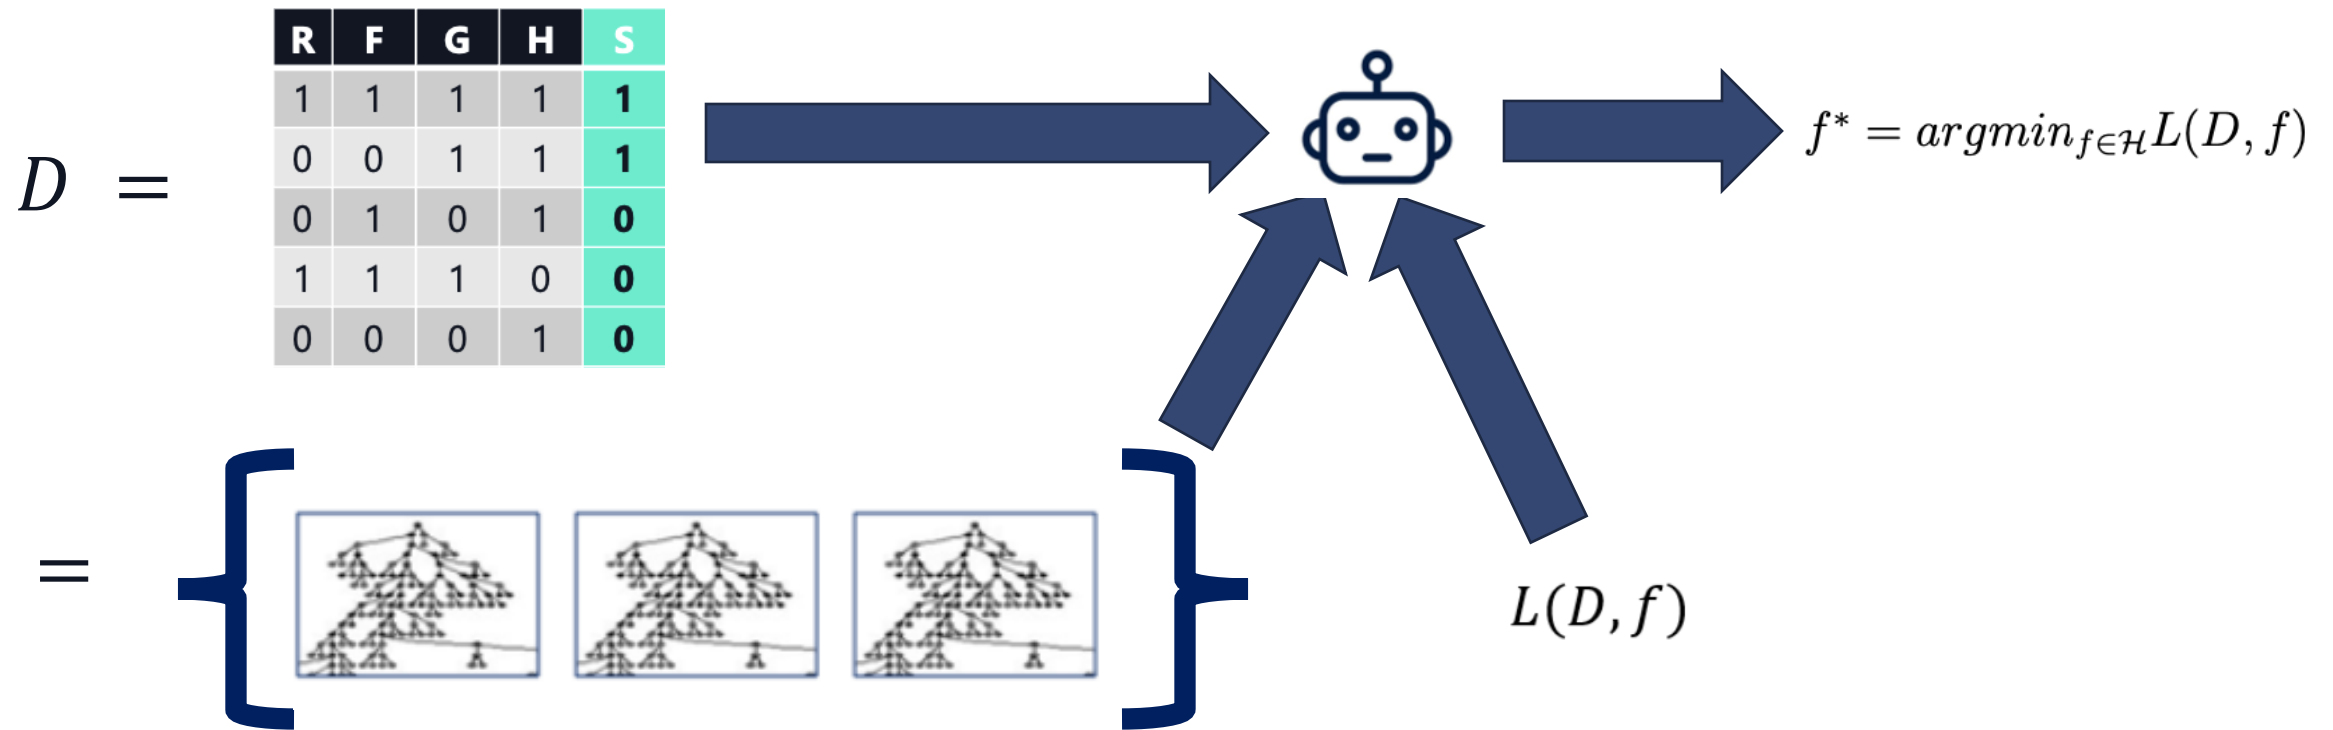 R F G H S
1 1 1 1 1
0 0 1 1 1
0 1 0 1 0
1 1 1 0 0
0 0 0 1 0
D =
f* = argmin_{f∈ℋ}L(D, f)
=
L(D, f)